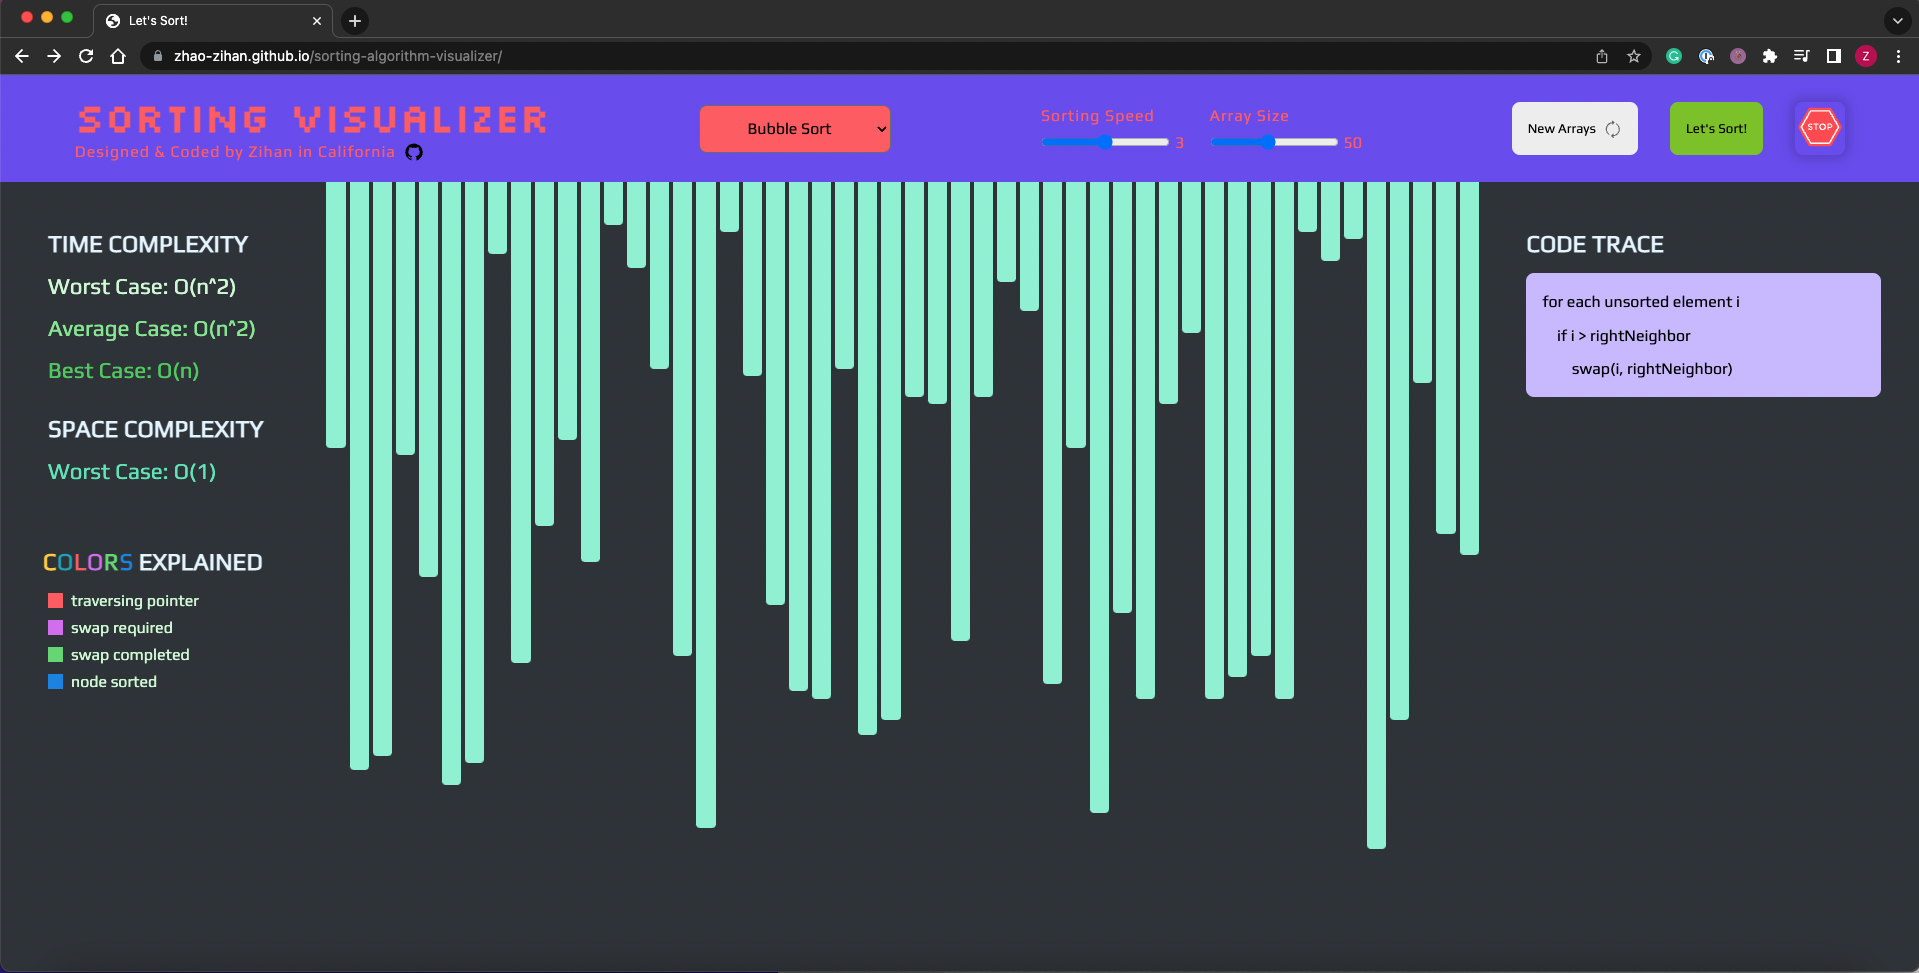 Let's Sort!
zhao-zihan.github.io/sorting-algorithm-visualizer/
Z
SORTING VISUALIZER
Designed & Coded by Zihan in California
Bubble Sort
Sorting Speed
3
Array Size
50
New Arrays
Let's Sort!
STOP
TIME COMPLEXITY
Worst Case: O(n^2)
Average Case: O(n^2)
Best Case: O(n)
SPACE COMPLEXITY
Worst Case: O(1)
COLORS EXPLAINED
traversing pointer
swap required
swap completed
node sorted
CODE TRACE
for each unsorted element i
if i > rightNeighbor
swap(i, rightNeighbor)